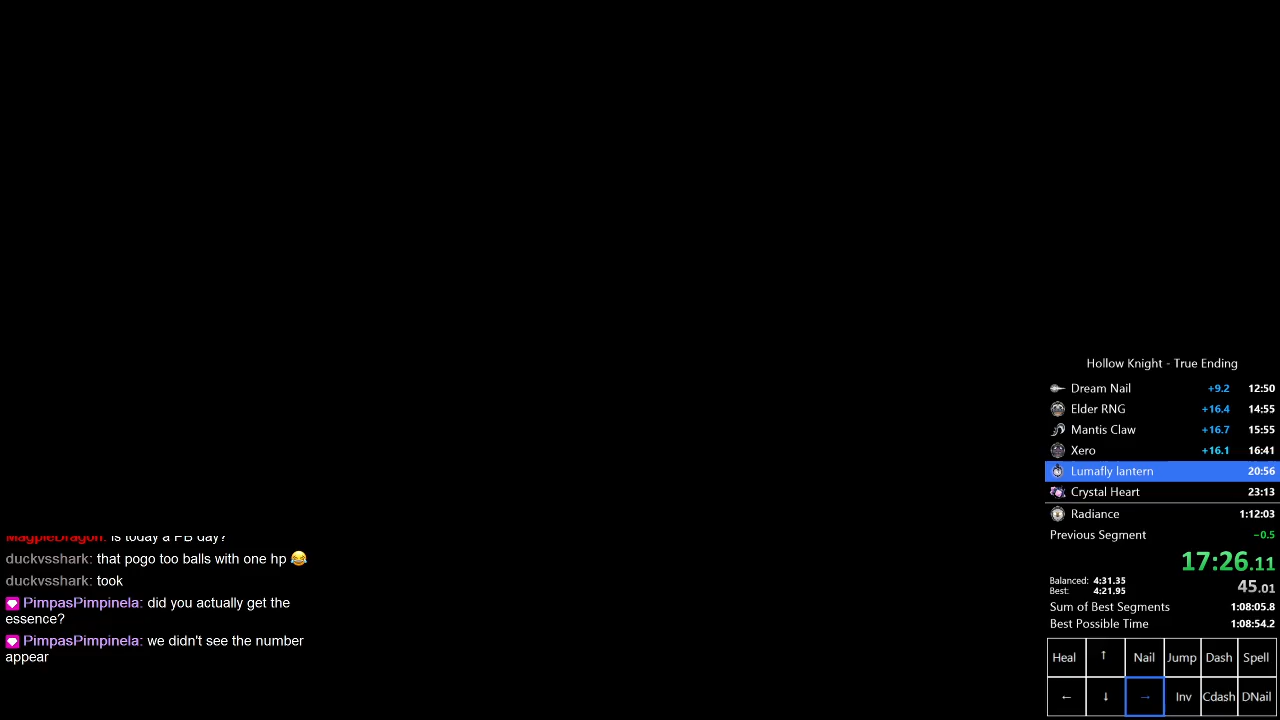 MagpieDragon: is today a PB day?
duckvsshark: that pogo too balls with one hp 😂
duckvsshark: took
PimpasPimpinela: did you actually get the
essence?
PimpasPimpinela: we didn't see the number
appear
Hollow Knight - True Ending
Dream Nail +9.2 12:50
Elder RNG +16.4 14:55
Mantis Claw +16.7 15:55
Xero +16.1 16:41
Lumafly lantern 20:56
Crystal Heart 23:13
Radiance 1:12:03
Previous Segment −0.5
17:26.11
Balanced: 4:31.35
Best: 4:21.95
45.01
Sum of Best Segments 1:08:05.8
Best Possible Time 1:08:54.2
Heal ↑ Nail Jump Dash Spell
← ↓ → Inv Cdash DNail